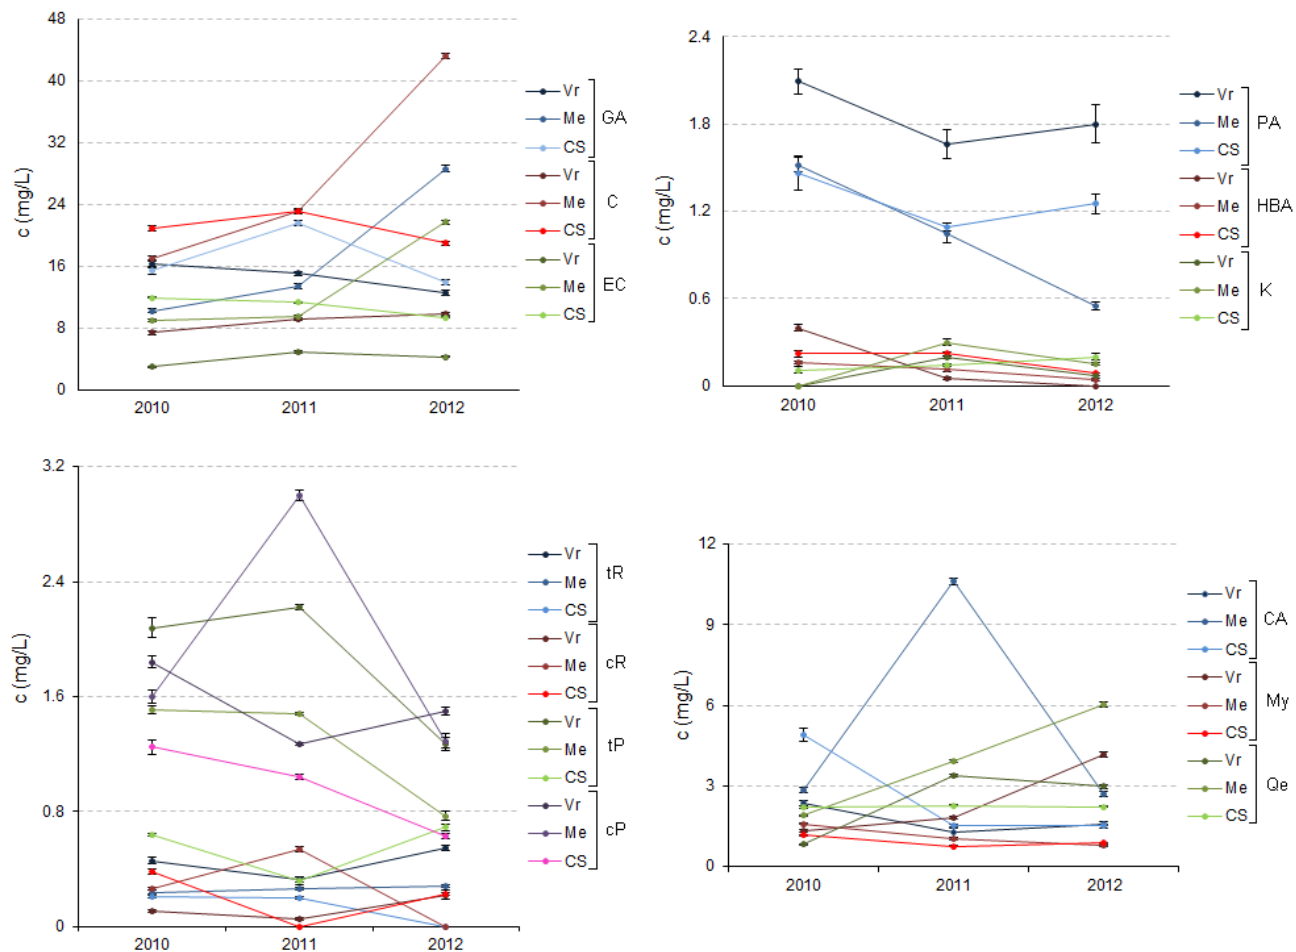 48
40
32
24
16
8
0
c (mg/L)
2010 2011 2012
Vr
Me GA
CS
Vr
Me C
CS
Vr
Me EC
CS
2.4
1.8
1.2
0.6
0
c (mg/L)
2010 2011 2012
Vr
Me PA
CS
Vr
Me HBA
CS
Vr
Me K
CS
3.2
2.4
1.6
0.8
0
c (mg/L)
2010 2011 2012
Vr
Me tR
CS
Vr
Me cR
CS
Vr
Me tP
CS
Vr
Me cP
CS
12
9
6
3
0
c (mg/L)
2010 2011 2012
Vr
Me CA
CS
Vr
Me My
CS
Vr
Me Qe
CS